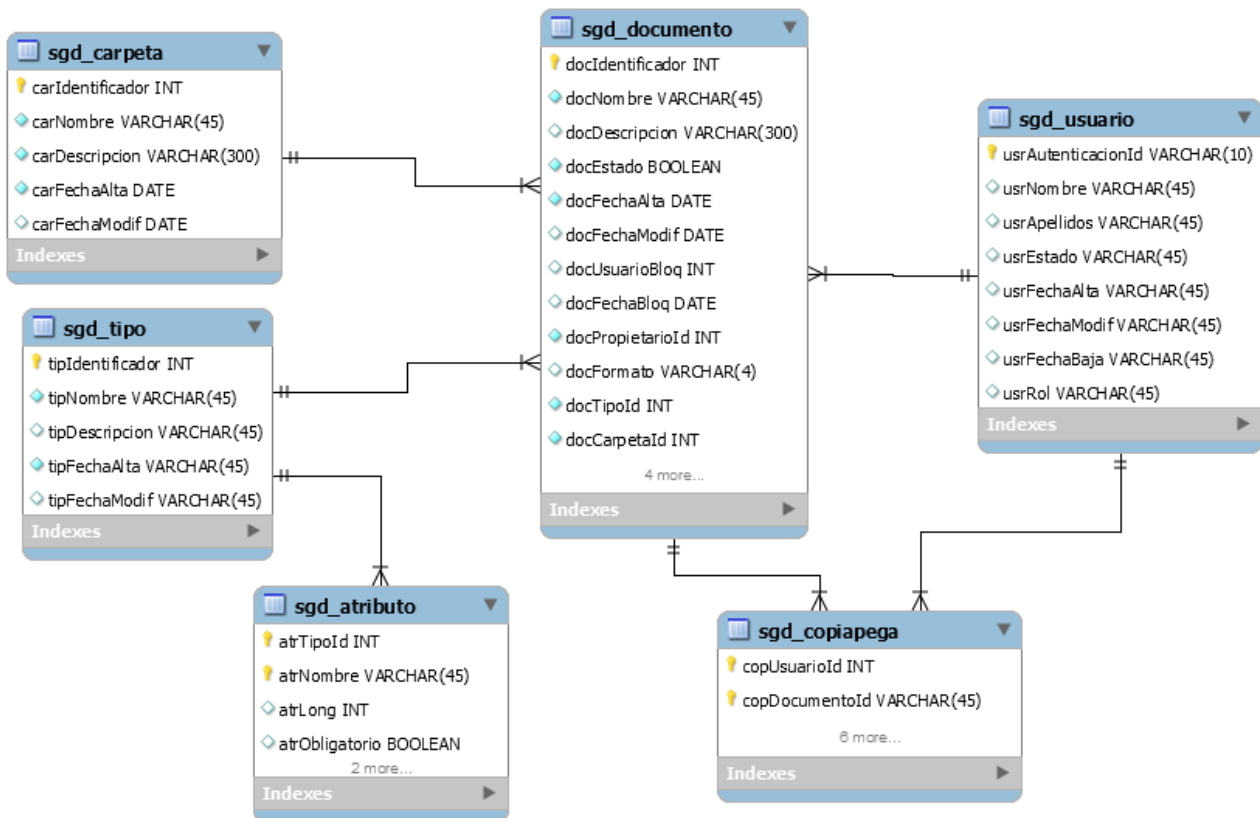 sgd_carpeta
carIdentificador INT
carNombre VARCHAR(45)
carDescripcion VARCHAR(300)
carFechaAlta DATE
carFechaModif DATE
Indexes
sgd_tipo
tipIdentificador INT
tipNombre VARCHAR(45)
tipDescripcion VARCHAR(45)
tipFechaAlta VARCHAR(45)
tipFechaModif VARCHAR(45)
Indexes
sgd_atributo
atrTipoId INT
atrNombre VARCHAR(45)
atrLong INT
atrObligatorio BOOLEAN
2 more...
Indexes
sgd_documento
docIdentificador INT
docNombre VARCHAR(45)
docDescripcion VARCHAR(300)
docEstado BOOLEAN
docFechaAlta DATE
docFechaModif DATE
docUsuarioBloq INT
docFechaBloq DATE
docPropietarioId INT
docFormato VARCHAR(4)
docTipoId INT
docCarpetaId INT
4 more...
Indexes
sgd_usuario
usrAutenticacionId VARCHAR(10)
usrNombre VARCHAR(45)
usrApellidos VARCHAR(45)
usrEstado VARCHAR(45)
usrFechaAlta VARCHAR(45)
usrFechaModif VARCHAR(45)
usrFechaBaja VARCHAR(45)
usrRol VARCHAR(45)
Indexes
sgd_copiapega
copUsuarioId INT
copDocumentoId VARCHAR(45)
6 more...
Indexes